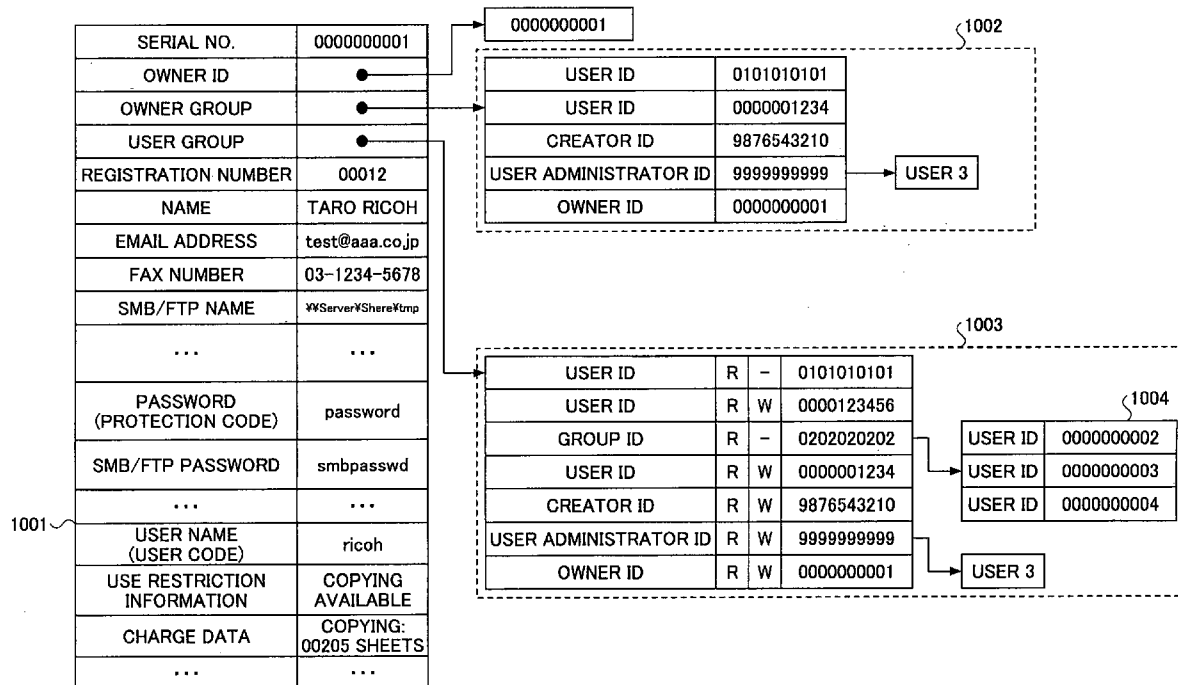 SERIAL NO. 0000000001
OWNER ID
OWNER GROUP
USER GROUP
REGISTRATION NUMBER 00012
NAME TARO RICOH
EMAIL ADDRESS test@aaa.co.jp
FAX NUMBER 03-1234-5678
SMB/FTP NAME ¥¥Server¥Shere¥tmp
... ...
PASSWORD
(PROTECTION CODE) password
SMB/FTP PASSWORD smbpasswd
... ...
1001
USER NAME
(USER CODE) ricoh
USE RESTRICTION
INFORMATION
COPYING
AVAILABLE
CHARGE DATA
COPYING:
00205 SHEETS
... ...
0000000001
1002
USER ID 0101010101
USER ID 0000001234
CREATOR ID 9876543210
USER ADMINISTRATOR ID 9999999999 USER 3
OWNER ID 0000000001
1003
USER ID R - 0101010101
USER ID R W 0000123456
GROUP ID R - 0202020202
USER ID R W 0000001234
CREATOR ID R W 9876543210
USER ADMINISTRATOR ID R W 9999999999
OWNER ID R W 0000000001
USER 3
1004
USER ID 0000000002
USER ID 0000000003
USER ID 0000000004